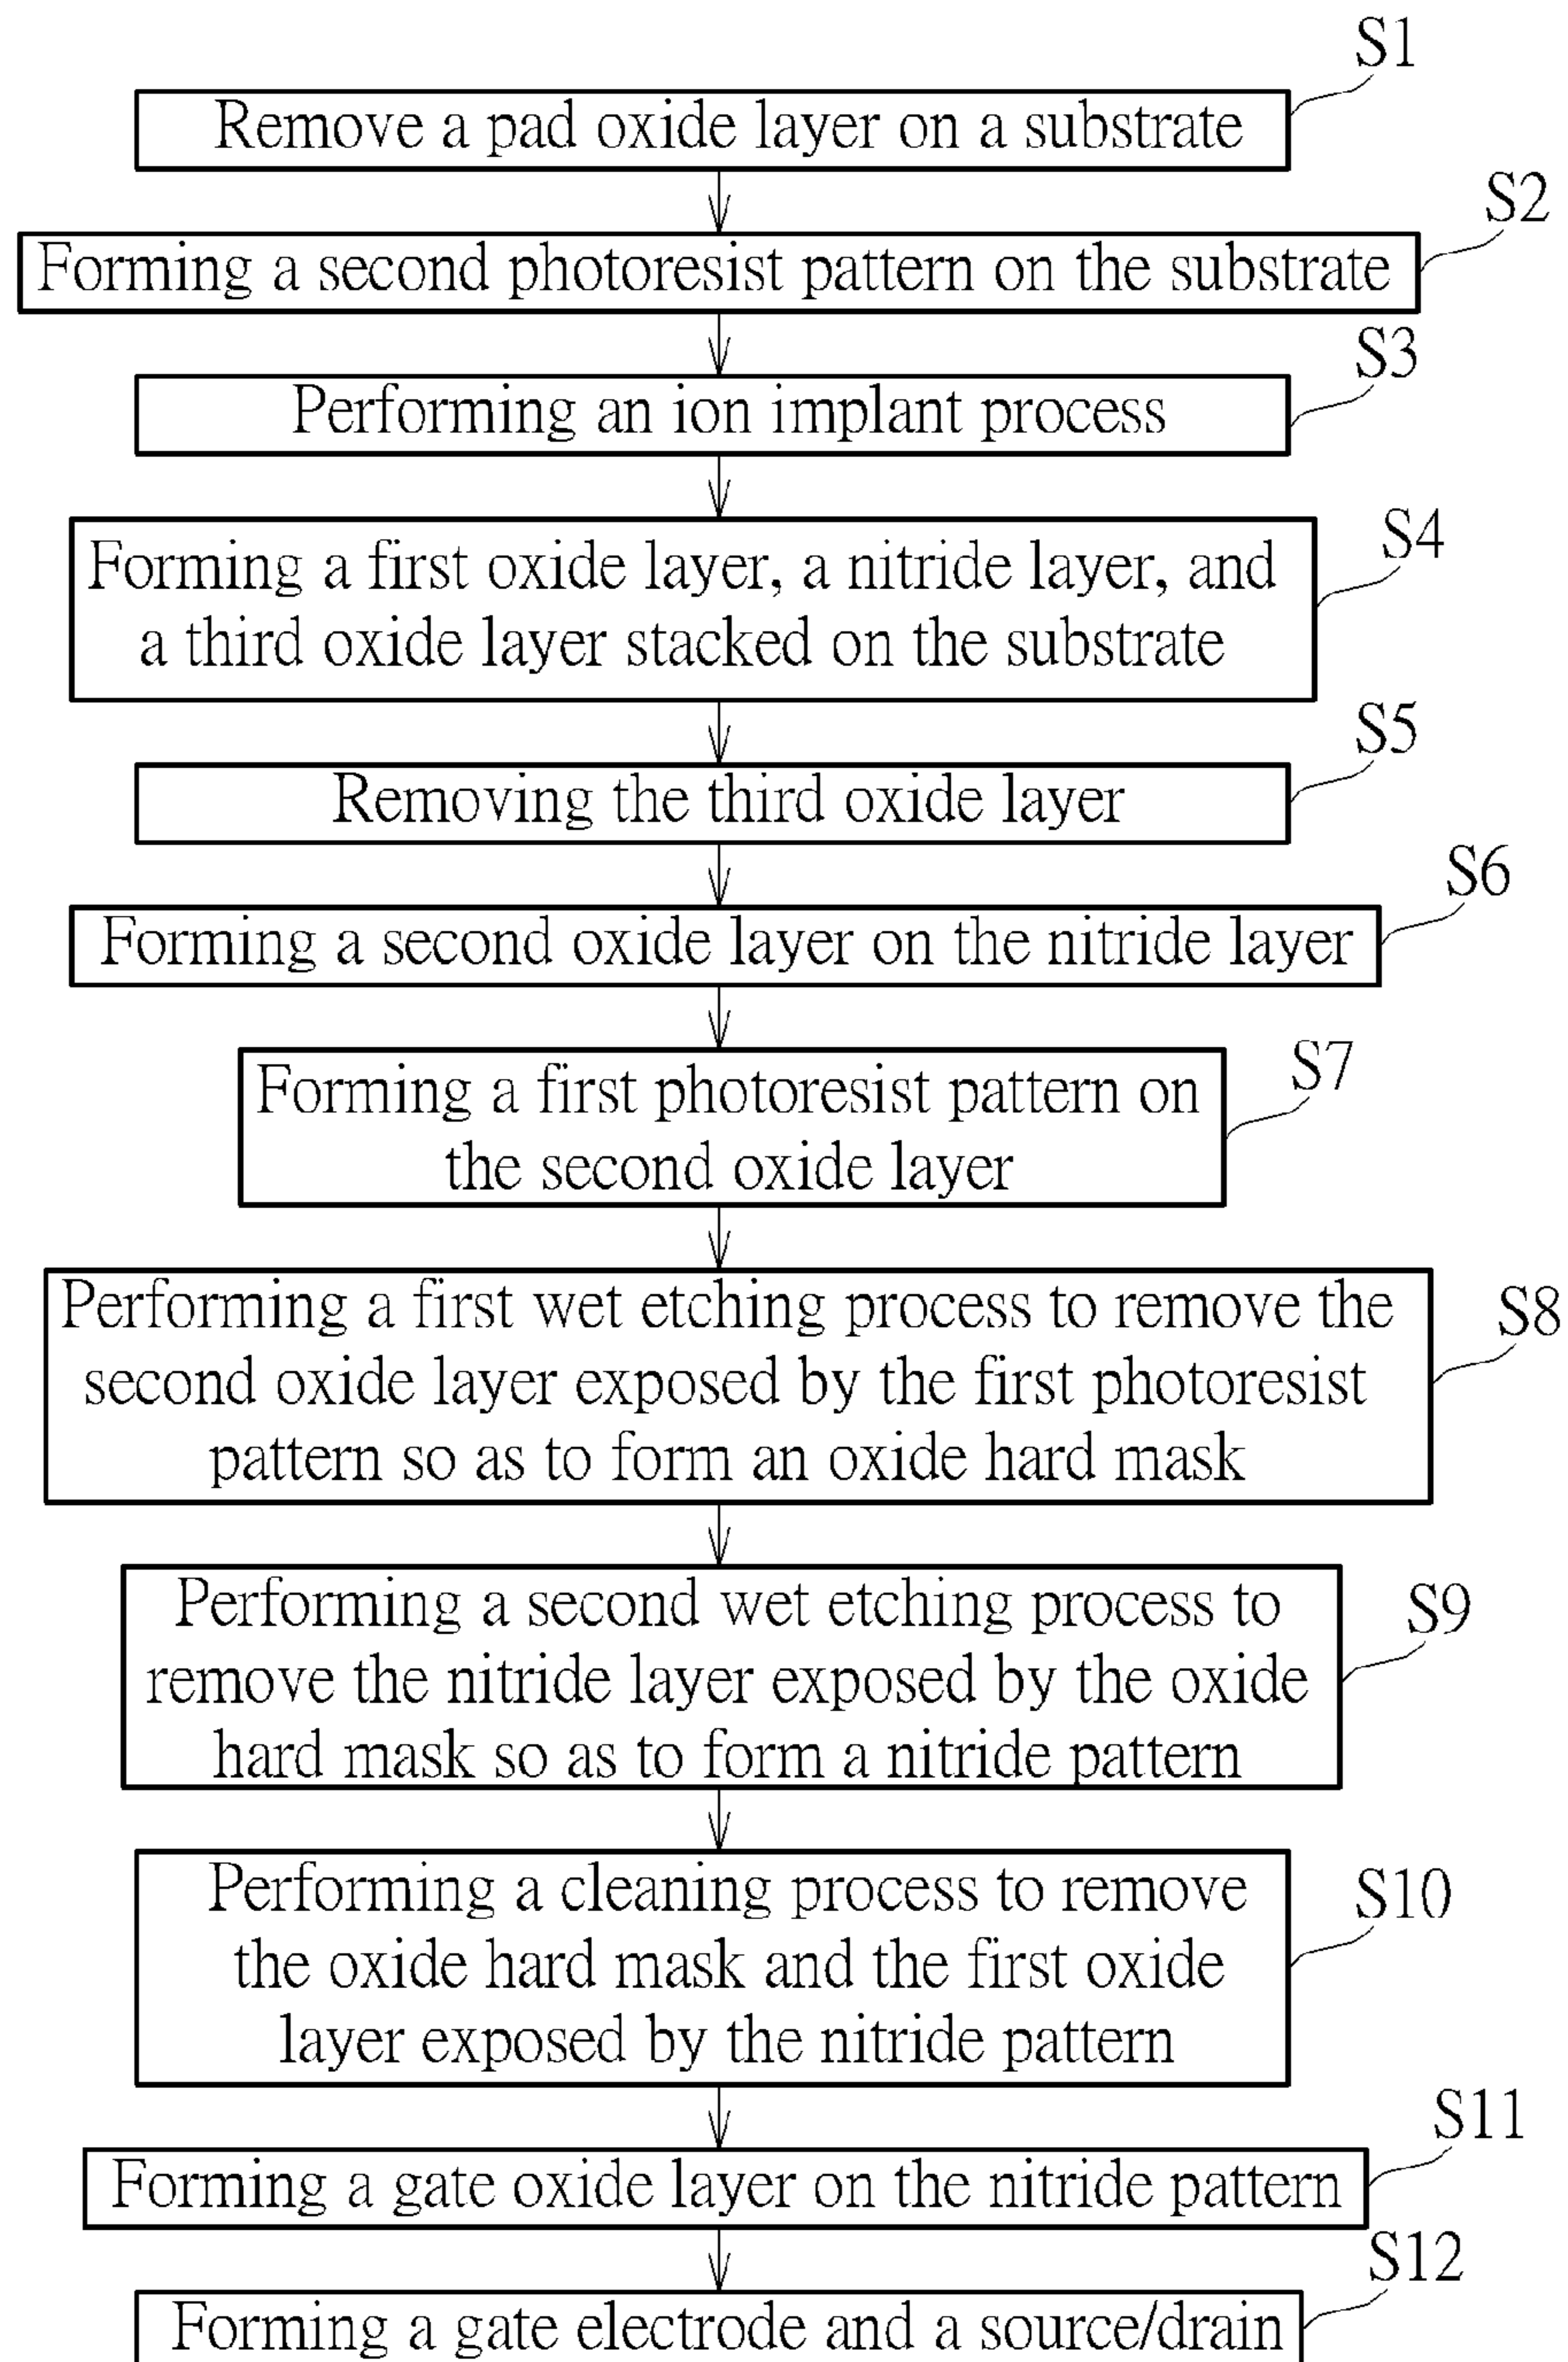 S1
Remove a pad oxide layer on a substrate
S2
Forming a second photoresist pattern on the substrate
S3
Performing an ion implant process
S4
Forming a first oxide layer, a nitride layer, and
a third oxide layer stacked on the substrate
S5
Removing the third oxide layer
S6
Forming a second oxide layer on the nitride layer
S7
Forming a first photoresist pattern on
the second oxide layer
S8
Performing a first wet etching process to remove the
second oxide layer exposed by the first photoresist
pattern so as to form an oxide hard mask
S9
Performing a second wet etching process to
remove the nitride layer exposed by the oxide
hard mask so as to form a nitride pattern
S10
Performing a cleaning process to remove
the oxide hard mask and the first oxide
layer exposed by the nitride pattern
S11
Forming a gate oxide layer on the nitride pattern
S12
Forming a gate electrode and a source/drain